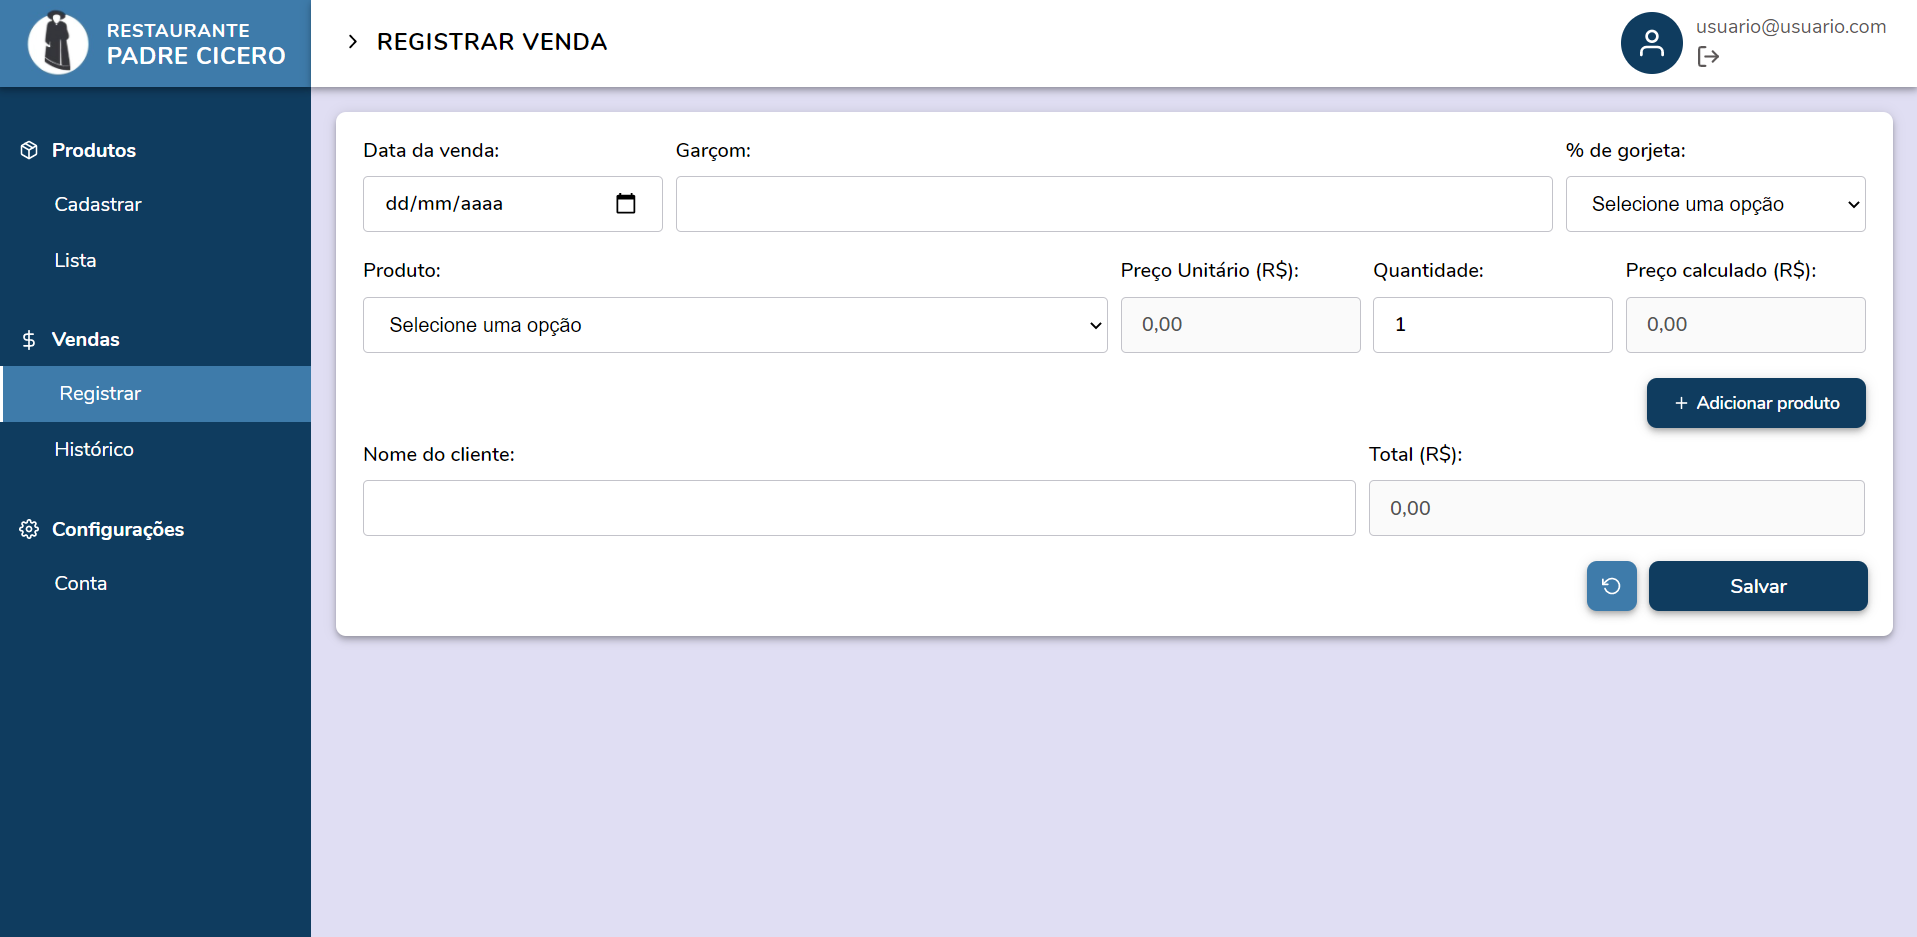 RESTAURANTE
PADRE CICERO
REGISTRAR VENDA
usuario@usuario.com
Produtos
Cadastrar
Lista
Vendas
Registrar
Histórico
Configurações
Conta
Data da venda: Garçom: % de gorjeta:
dd/mm/aaaa Selecione uma opção
Produto: Preço Unitário (R$): Quantidade: Preço calculado (R$):
Selecione uma opção 0,00 1 0,00
+ Adicionar produto
Nome do cliente: Total (R$):
0,00
Salvar